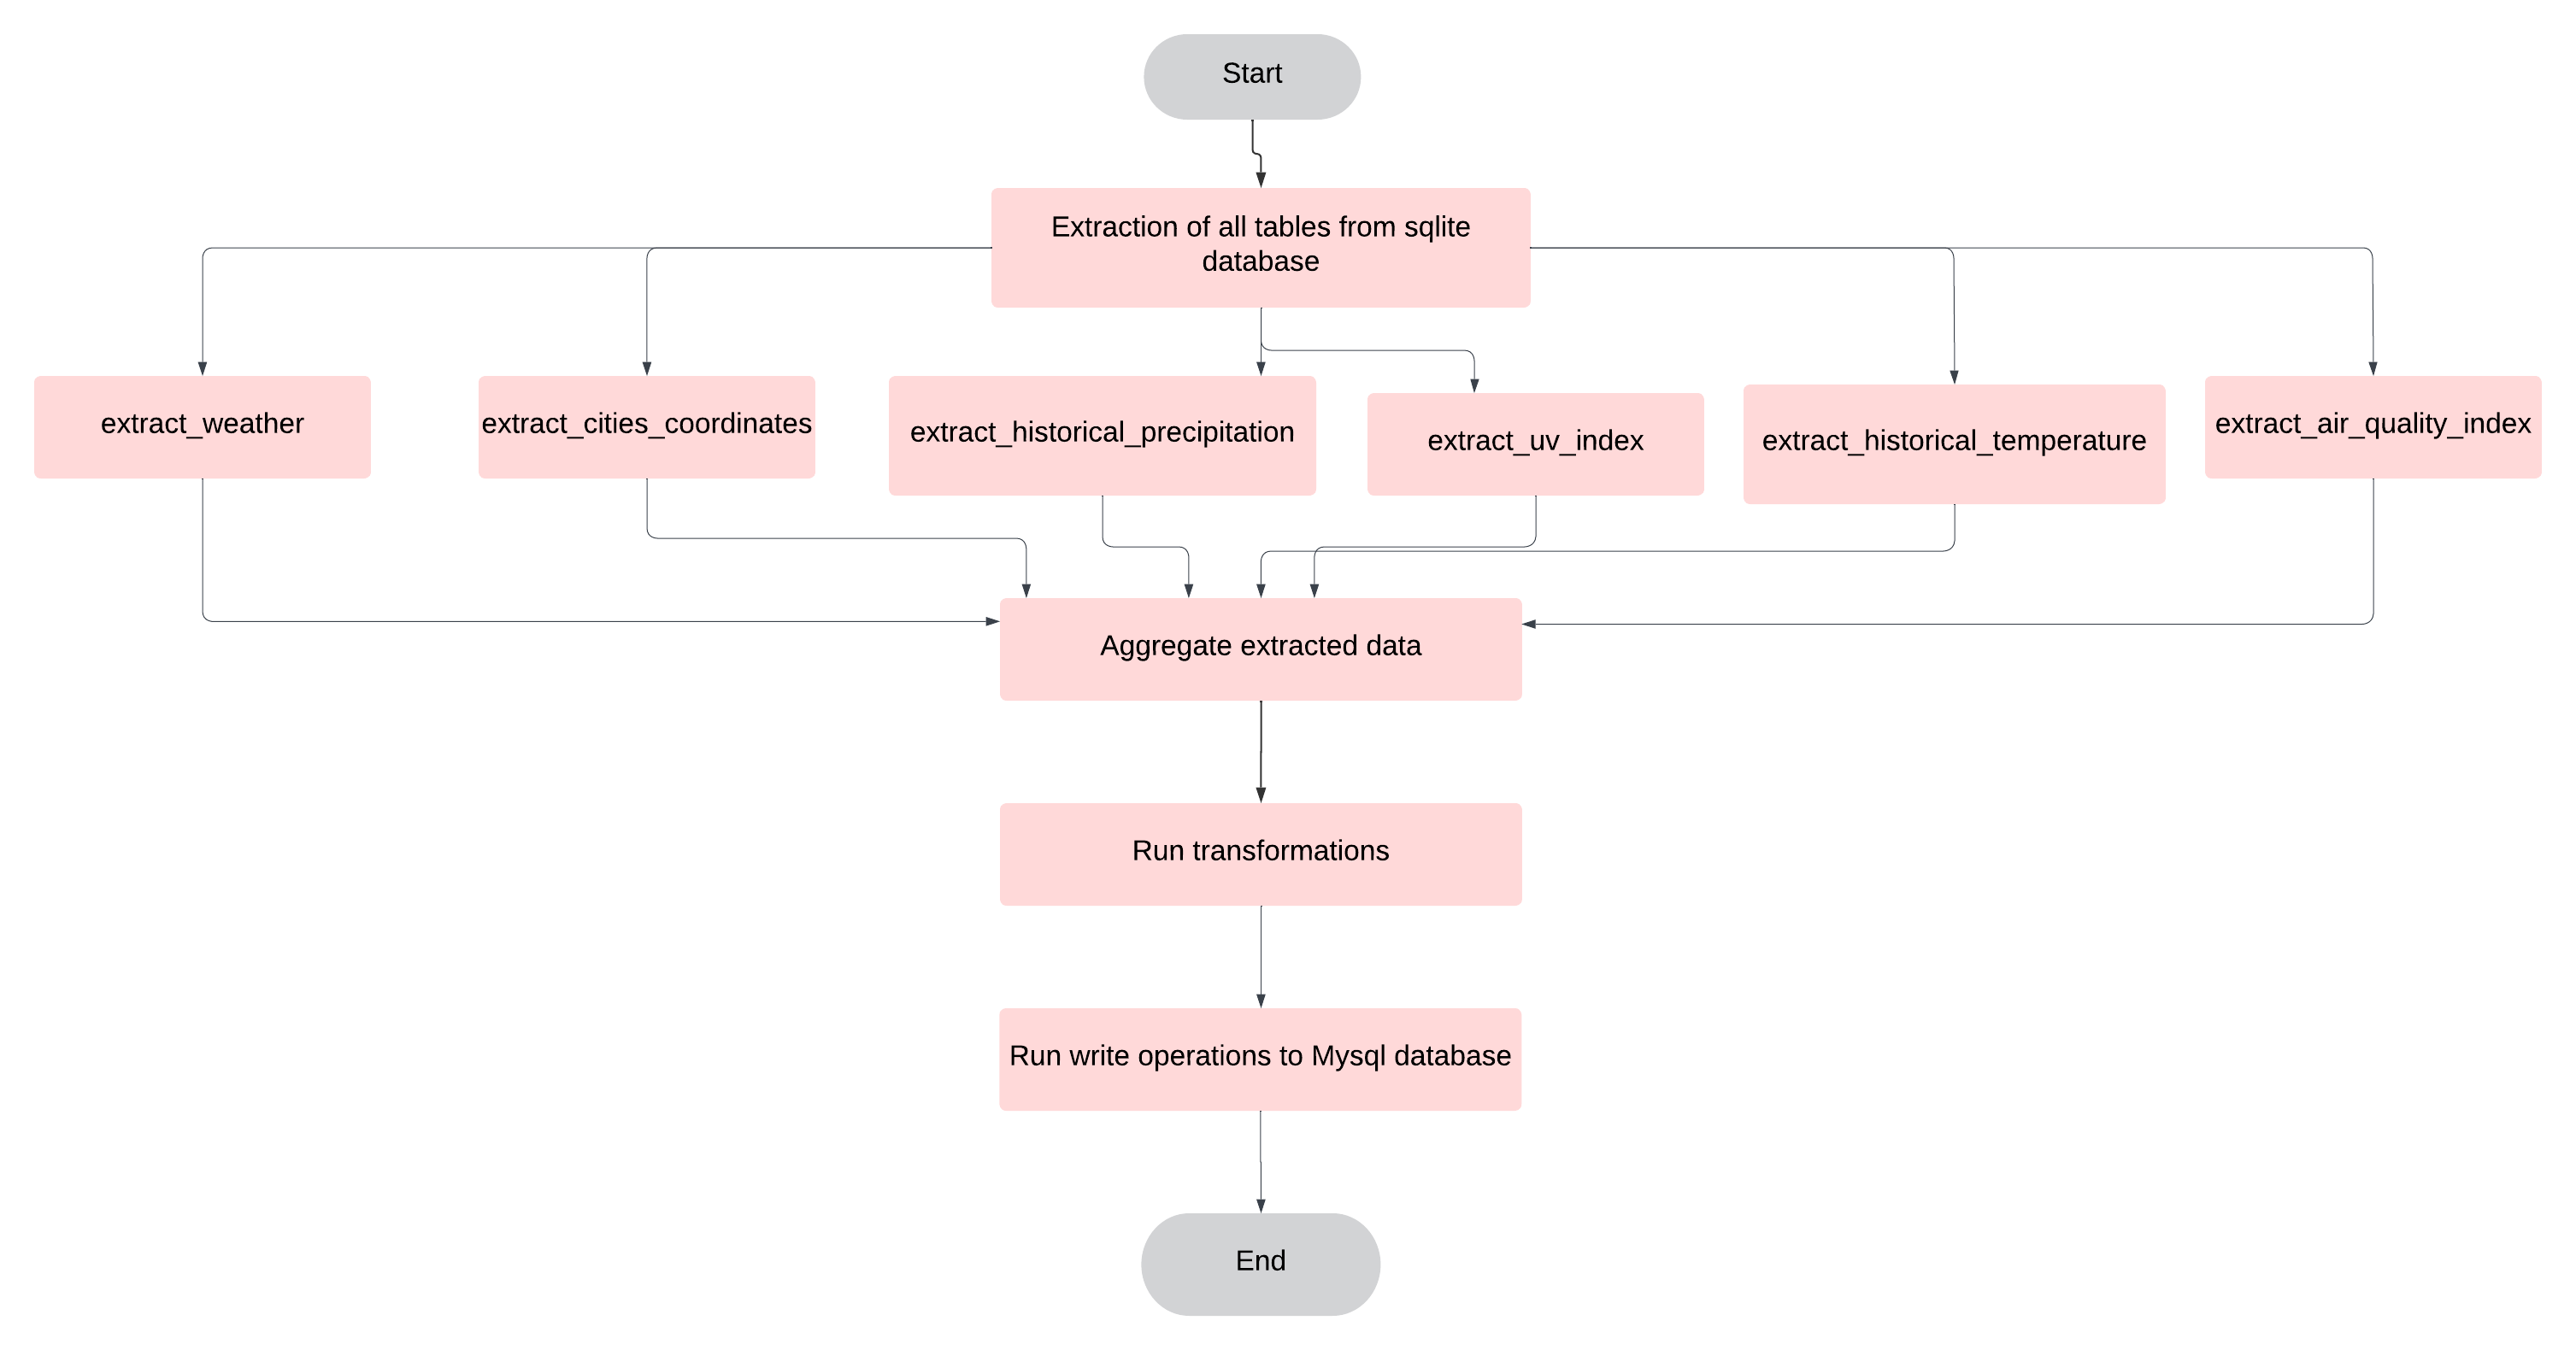 Start
Extraction of all tables from sqlite
database
extract_weather
extract_cities_coordinates
extract_historical_precipitation
extract_uv_index
extract_historical_temperature
extract_air_quality_index
Aggregate extracted data
Run transformations
Run write operations to Mysql database
End